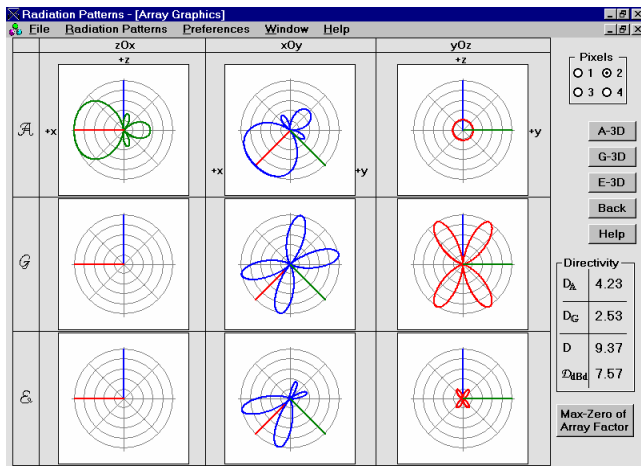 Radiation Patterns - [Array Graphics]
File Radiation Patterns Preferences Window Help
zOx xOy yOz
+z +z
Pixels
1 2
3 4
A +x +x +y +y
A-3D
G-3D
E-3D
Back
Help
G
Directivity
DA 4.23
DG 2.53
D 9.37
DdBd 7.57
E
Max-Zero of
Array Factor